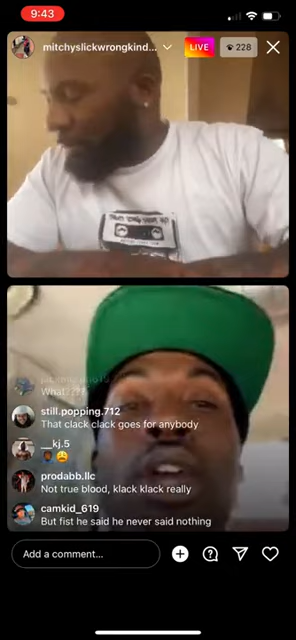 9:43
mitchyslickwrongkind...
LIVE
228
What????
still.popping.712
That clack clack goes for anybody
__kj.5
prodabb.llc
Not true blood, klack klack really
camkid_619
But fist he said he never said nothing
Add a comment...